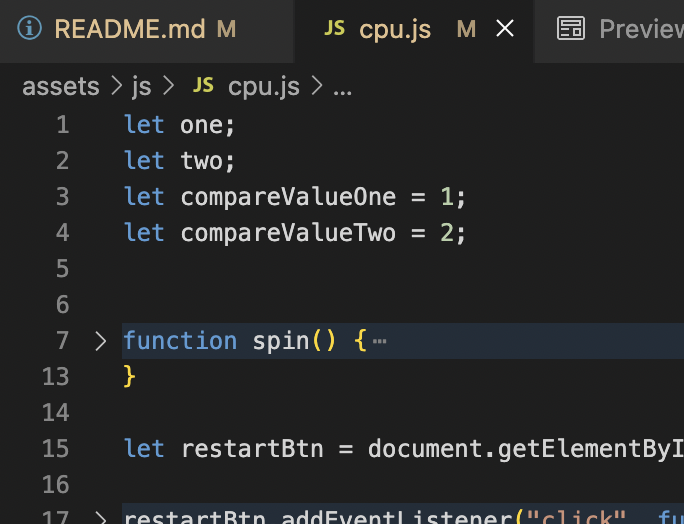 README.md M JS cpu.js M Preview
assets > js > JS cpu.js > ...
1 let one;
2 let two;
3 let compareValueOne = 1;
4 let compareValueTwo = 2;
5
6
7 function spin() {⋯
13 }
14
15 let restartBtn = document.getElementByI
16
17 restartBtn.addEventListener("click", fu